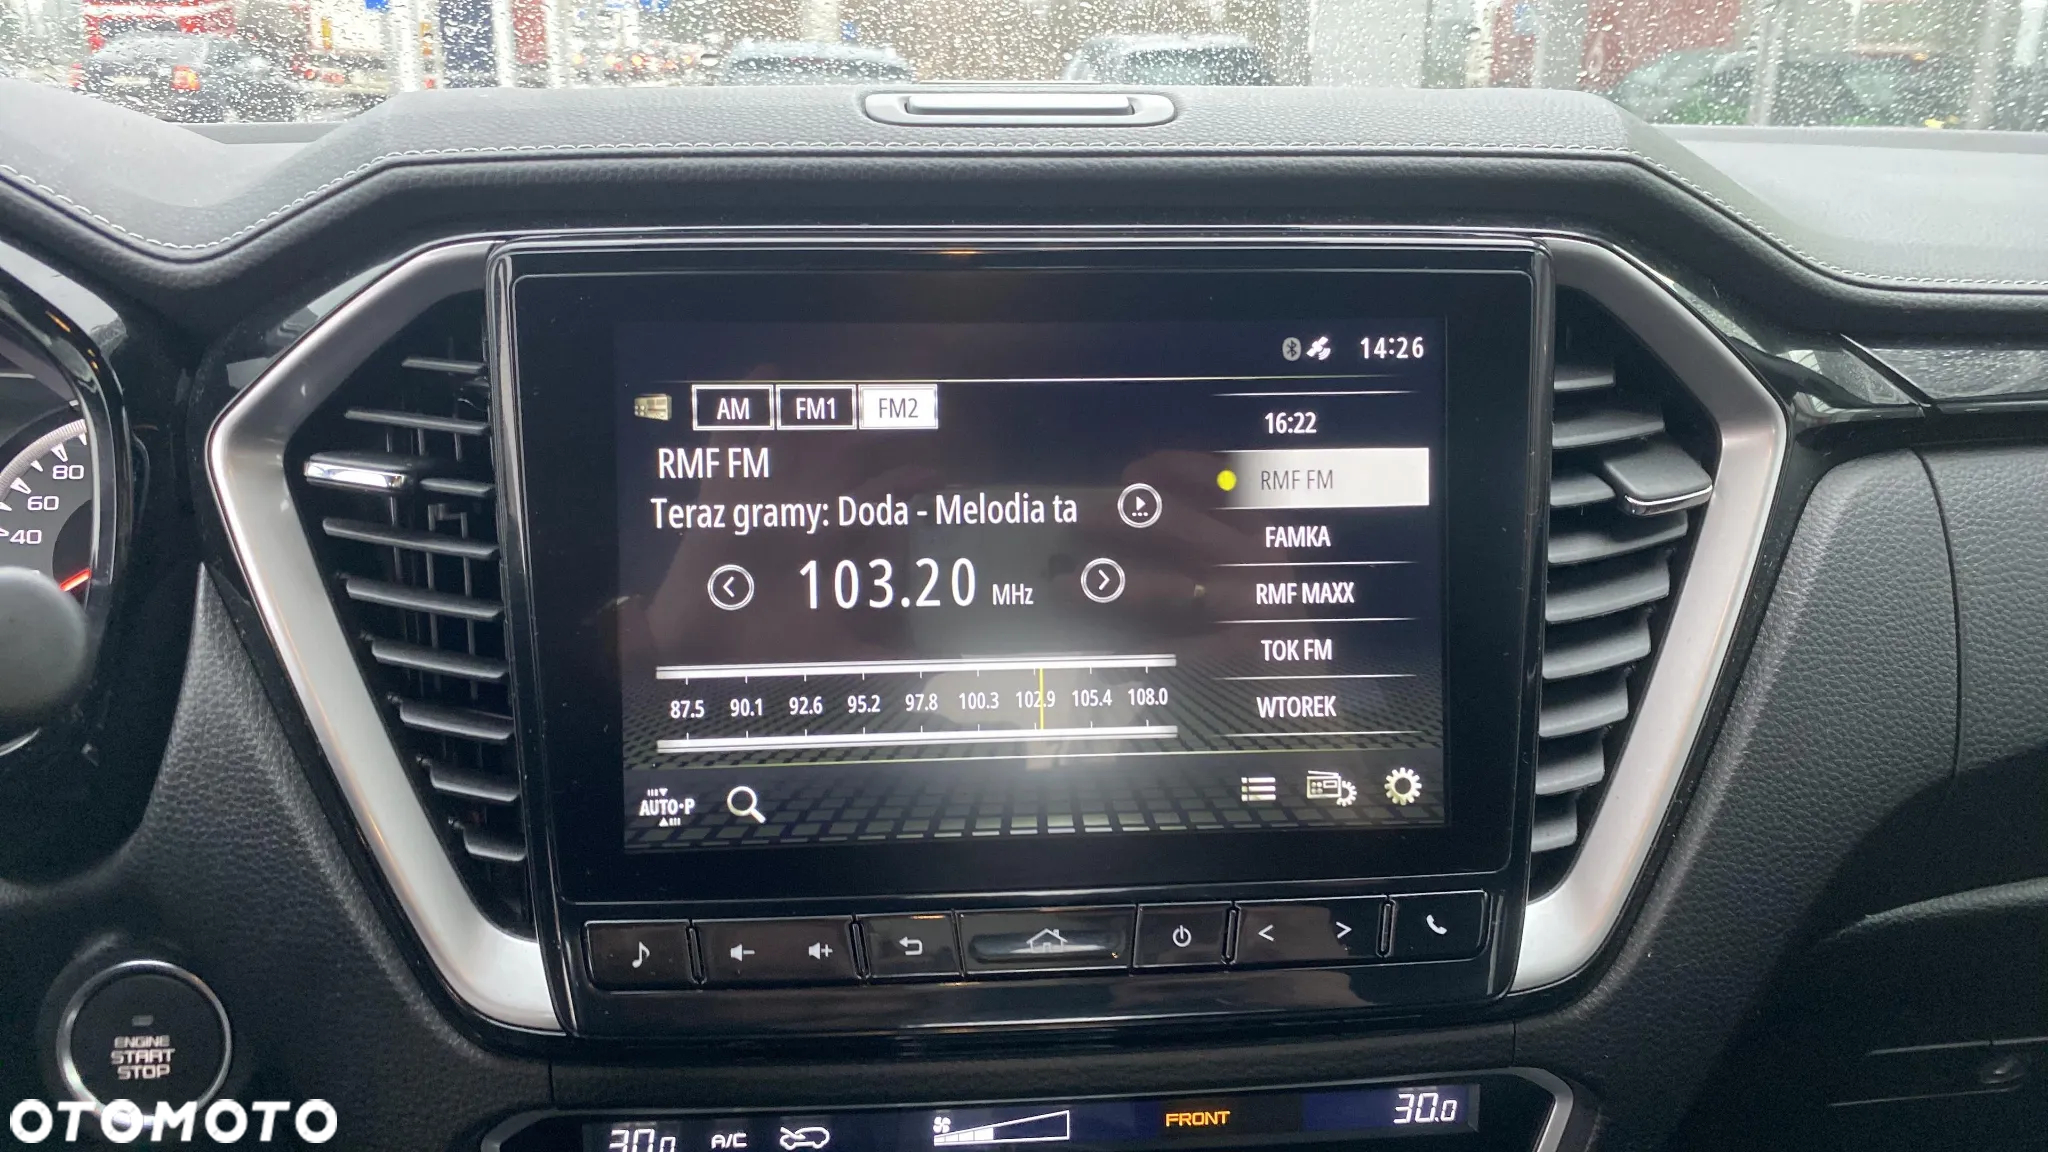 14:26
AM FM1 FM2
16:22
RMF FM
RMF FM
Teraz gramy: Doda - Melodia ta
FAMKA
103.20 MHz
RMF MAXX
TOK FM
87.5 90.1 92.6 95.2 97.8 100.3 102.9 105.4 108.0
WTOREK
AUTO·P
80
60
40
ENGINE
START
STOP
30.0 A/C FRONT 30.0
OTOMOTO